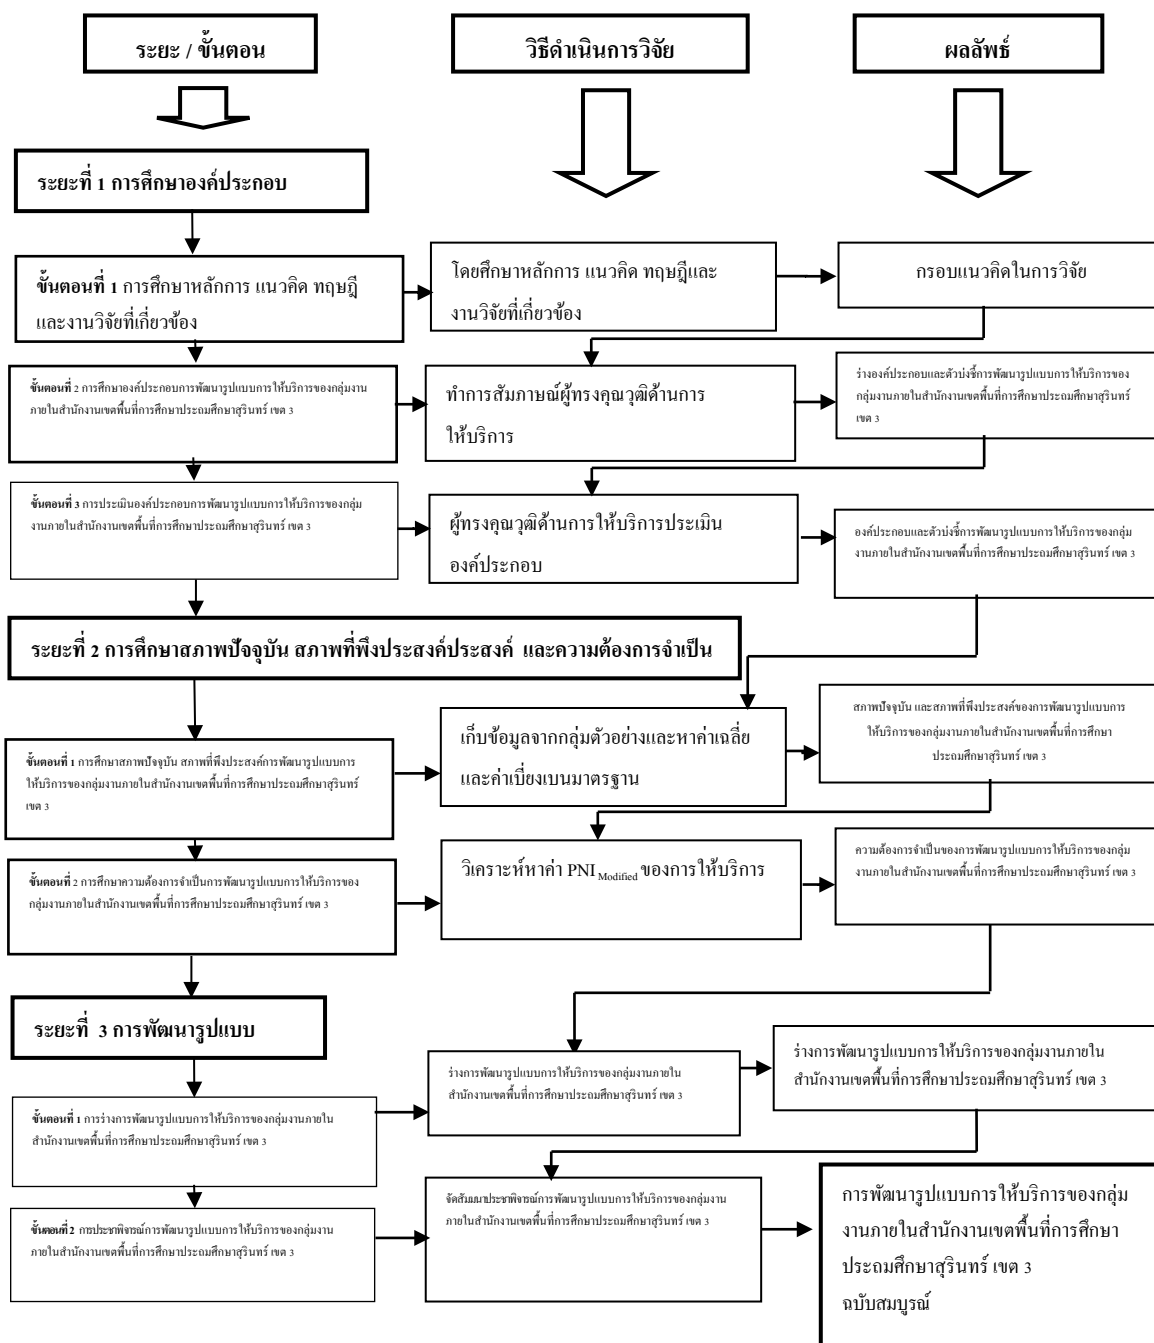 ระยะ / ขั้นตอน
วิธีดำเนินการวิจัย
ผลลัพธ์
ระยะที่ 1 การศึกษาองค์ประกอบ
ขั้นตอนที่ 1 การศึกษาหลักการ แนวคิด ทฤษฎี
และงานวิจัยที่เกี่ยวข้อง
โดยศึกษาหลักการ แนวคิด ทฤษฎีและ
งานวิจัยที่เกี่ยวข้อง
กรอบแนวคิดในการวิจัย
ขั้นตอนที่ 2 การศึกษาองค์ประกอบการพัฒนารูปแบบการให้บริการของกลุ่มงาน
ภายในสำนักงานเขตพื้นที่การศึกษาประถมศึกษาสุรินทร์ เขต 3
ทำการสัมภาษณ์ผู้ทรงคุณวุฒิด้านการ
ให้บริการ
ร่างองค์ประกอบและตัวบ่งชี้การพัฒนารูปแบบการให้บริการของ
กลุ่มงานภายในสำนักงานเขตพื้นที่การศึกษาประถมศึกษาสุรินทร์
เขต 3
ขั้นตอนที่ 3 การประเมินองค์ประกอบการพัฒนารูปแบบการให้บริการของกลุ่ม
งานภายในสำนักงานเขตพื้นที่การศึกษาประถมศึกษาสุรินทร์ เขต 3
ผู้ทรงคุณวุฒิด้านการให้บริการประเมิน
องค์ประกอบ
องค์ประกอบและตัวบ่งชี้การพัฒนารูปแบบการให้บริการของกลุ่ม
งานภายในสำนักงานเขตพื้นที่การศึกษาประถมศึกษาสุรินทร์ เขต 3
ระยะที่ 2 การศึกษาสภาพปัจจุบัน สภาพที่พึงประสงค์ประสงค์ และความต้องการจำเป็น
ขั้นตอนที่ 1 การศึกษาสภาพปัจจุบัน สภาพที่พึงประสงค์การพัฒนารูปแบบการ
ให้บริการของกลุ่มงานภายในสำนักงานเขตพื้นที่การศึกษาประถมศึกษาสุรินทร์
เขต 3
เก็บข้อมูลจากกลุ่มตัวอย่างและหาค่าเฉลี่ย
และค่าเบี่ยงเบนมาตรฐาน
สภาพปัจจุบัน และสภาพที่พึงประสงค์ของการพัฒนารูปแบบการ
ให้บริการของกลุ่มงานภายในสำนักงานเขตพื้นที่การศึกษา
ประถมศึกษาสุรินทร์ เขต 3
ขั้นตอนที่ 2 การศึกษาความต้องการจำเป็นการพัฒนารูปแบบการให้บริการของ
กลุ่มงานภายในสำนักงานเขตพื้นที่การศึกษาประถมศึกษาสุรินทร์ เขต 3
วิเคราะห์หาค่า PNI Modified ของการให้บริการ
ความต้องการจำเป็นของการพัฒนารูปแบบการให้บริการของกลุ่ม
งานภายในสำนักงานเขตพื้นที่การศึกษาประถมศึกษาสุรินทร์ เขต 3
ระยะที่ 3 การพัฒนารูปแบบ
ขั้นตอนที่ 1 การร่างการพัฒนารูปแบบการให้บริการของกลุ่มงานภายใน
สำนักงานเขตพื้นที่การศึกษาประถมศึกษาสุรินทร์ เขต 3
ร่างการพัฒนารูปแบบการให้บริการของกลุ่มงานภายใน
สำนักงานเขตพื้นที่การศึกษาประถมศึกษาสุรินทร์ เขต 3
ร่างการพัฒนารูปแบบการให้บริการของกลุ่มงานภายใน
สำนักงานเขตพื้นที่การศึกษาประถมศึกษาสุรินทร์ เขต 3
ขั้นตอนที่ 2 การประชาพิจารณ์การพัฒนารูปแบบการให้บริการของกลุ่มงาน
ภายในสำนักงานเขตพื้นที่การศึกษาประถมศึกษาสุรินทร์ เขต 3
จัดสัมมนาประชาพิจารณ์การพัฒนารูปแบบการให้บริการของกลุ่มงาน
ภายในสำนักงานเขตพื้นที่การศึกษาประถมศึกษาสุรินทร์ เขต 3
การพัฒนารูปแบบการให้บริการของกลุ่ม
งานภายในสำนักงานเขตพื้นที่การศึกษา
ประถมศึกษาสุรินทร์ เขต 3
ฉบับสมบูรณ์